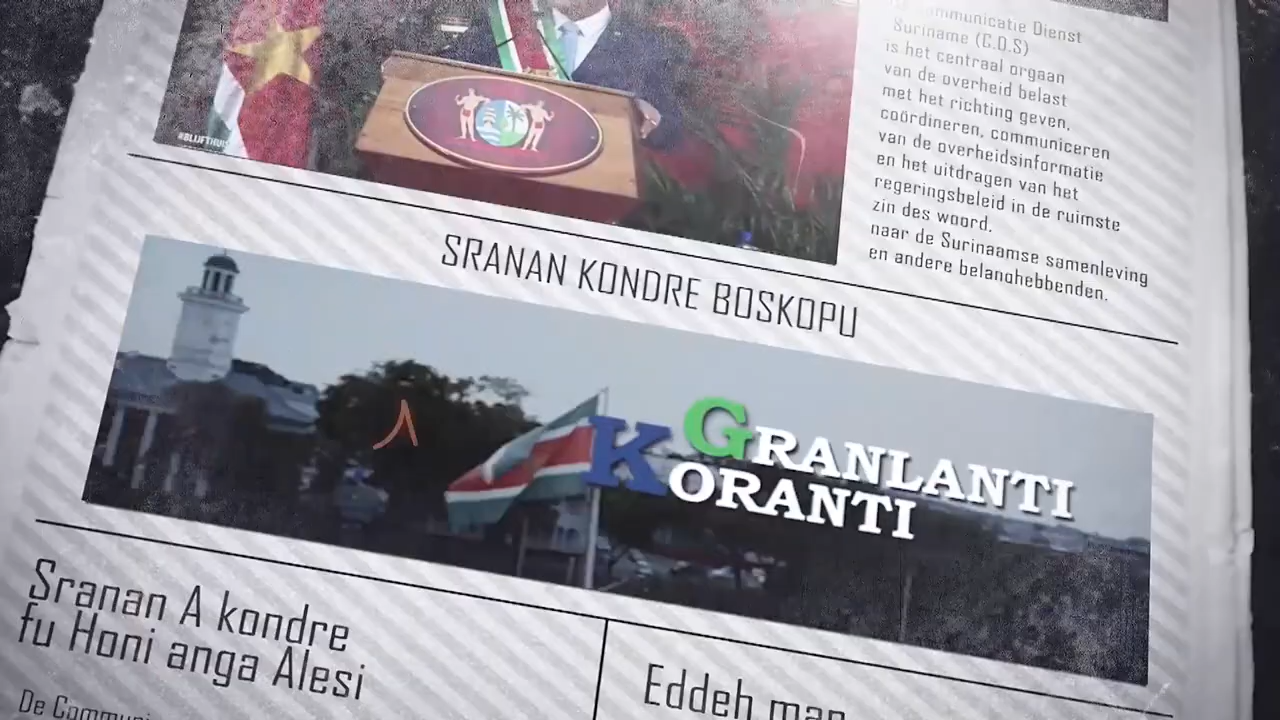 #BLIJFTHUIS
Communicatie Dienst
Suriname (C.D.S)
is het centraal orgaan
van de overheid belast
met het richting geven,
coördineren, communiceren
van de overheidsinformatie
en het uitdragen van het
regeringsbeleid in de ruimste
zin des woord.
naar de Surinaamse samenleving
en andere belanghebbenden.
SRANAN KONDRE BOSKOPU
GRANLANTI
KORANTI
Sranan A kondre
fu Honi anga Alesi
De
Eddeh man